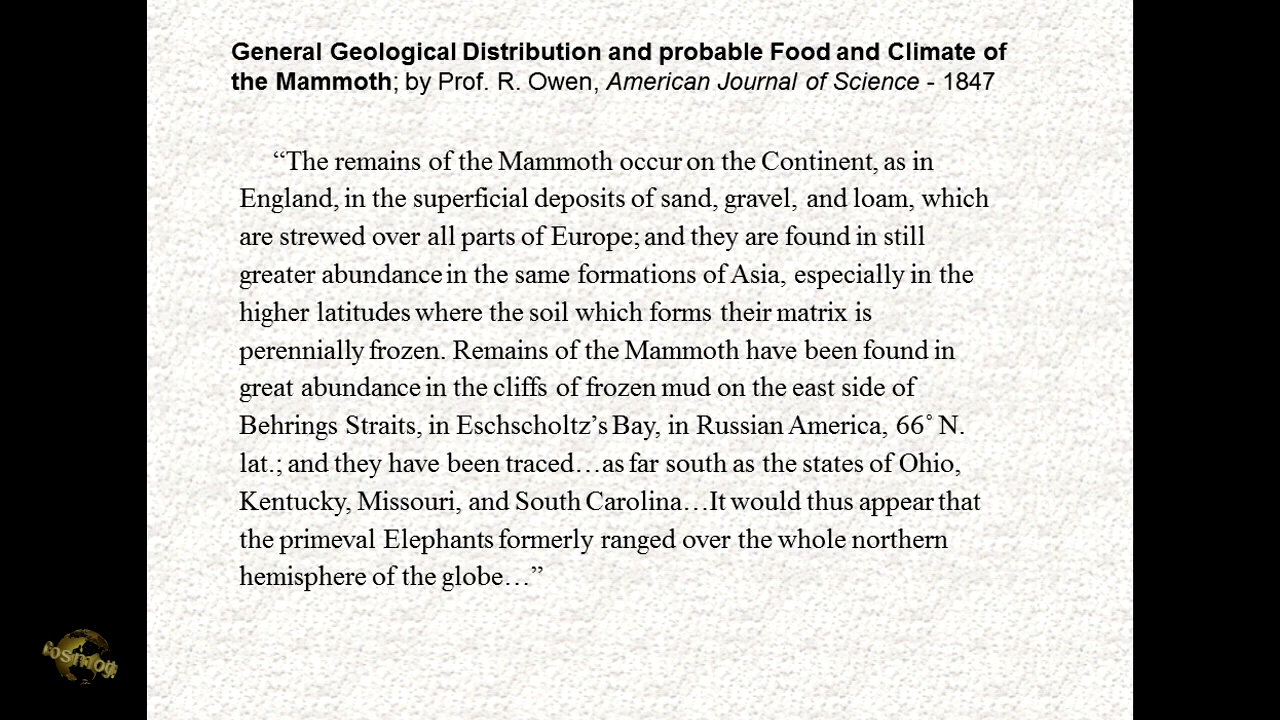 General Geological Distribution and probable Food and Climate of
the Mammoth; by Prof. R. Owen, American Journal of Science - 1847
“The remains of the Mammoth occur on the Continent, as in
England, in the superficial deposits of sand, gravel, and loam, which
are strewed over all parts of Europe; and they are found in still
greater abundance in the same formations of Asia, especially in the
higher latitudes where the soil which forms their matrix is
perennially frozen. Remains of the Mammoth have been found in
great abundance in the cliffs of frozen mud on the east side of
Behrings Straits, in Eschscholtz’s Bay, in Russian America, 66° N.
lat.; and they have been traced…as far south as the states of Ohio,
Kentucky, Missouri, and South Carolina…It would thus appear that
the primeval Elephants formerly ranged over the whole northern
hemisphere of the globe…”